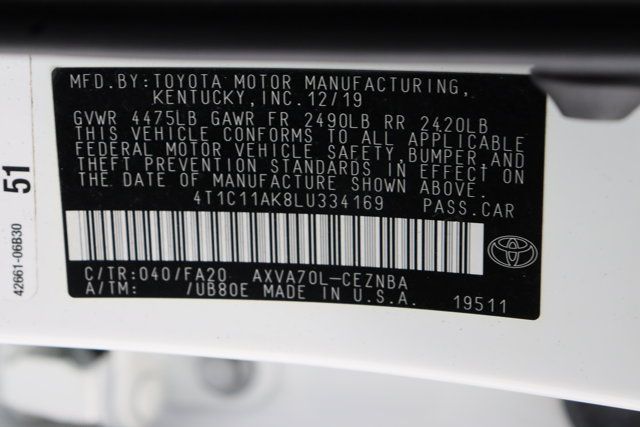 MFD.BY:TOYOTA MOTOR MANUFACTURING,
KENTUCKY,INC.12/19
GVWR 4475LB GAWR FR 2490LB RR 2420LB
THIS VEHICLE CONFORMS TO ALL APPLICABLE
FEDERAL MOTOR VEHICLE SAFETY,BUMPER,AND
THEFT PREVENTION STANDARDS IN EFFECT ON
THE DATE OF MANUFACTURE SHOWN ABOVE.
4T1C11AK8LU334169 PASS.CAR
C/TR:040/FA20 AXVA70L-CEZNBA
A/TM: /UB80E MADE IN U.S.A. 19511
42661-06B30 51